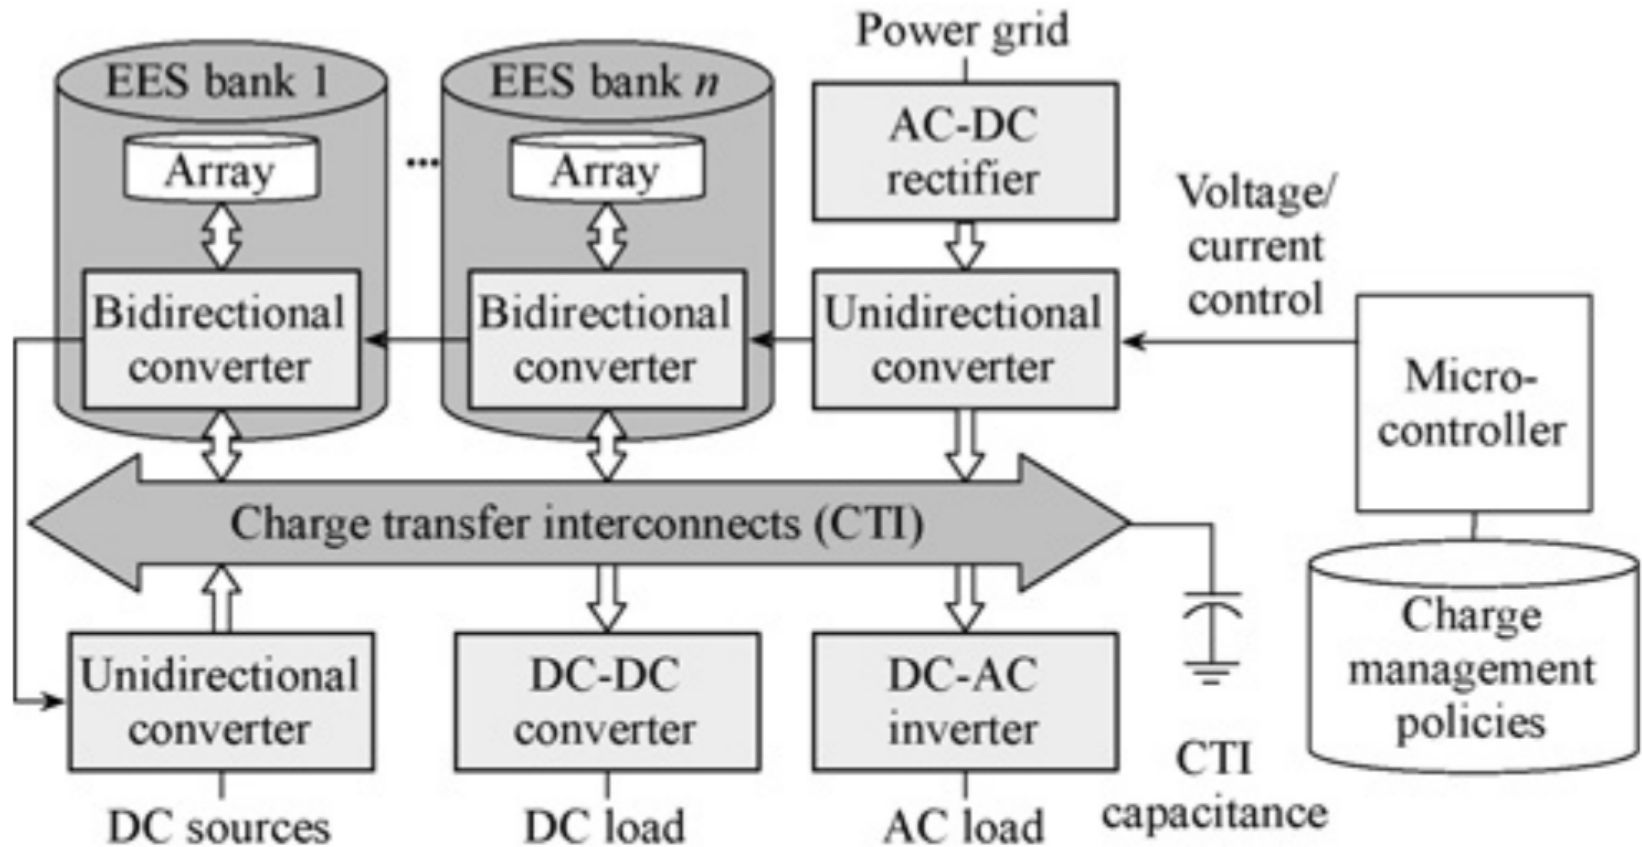 Power grid
EES bank 1
EES bank n
Array
...
Array
AC-DC
rectifier
Voltage/
current
control
Bidirectional
converter
Bidirectional
converter
Unidirectional
converter
Micro-
controller
Charge transfer interconnects (CTI)
Unidirectional
converter
DC-DC
converter
DC-AC
inverter
Charge
management
policies
CTI
capacitance
DC sources
DC load
AC load